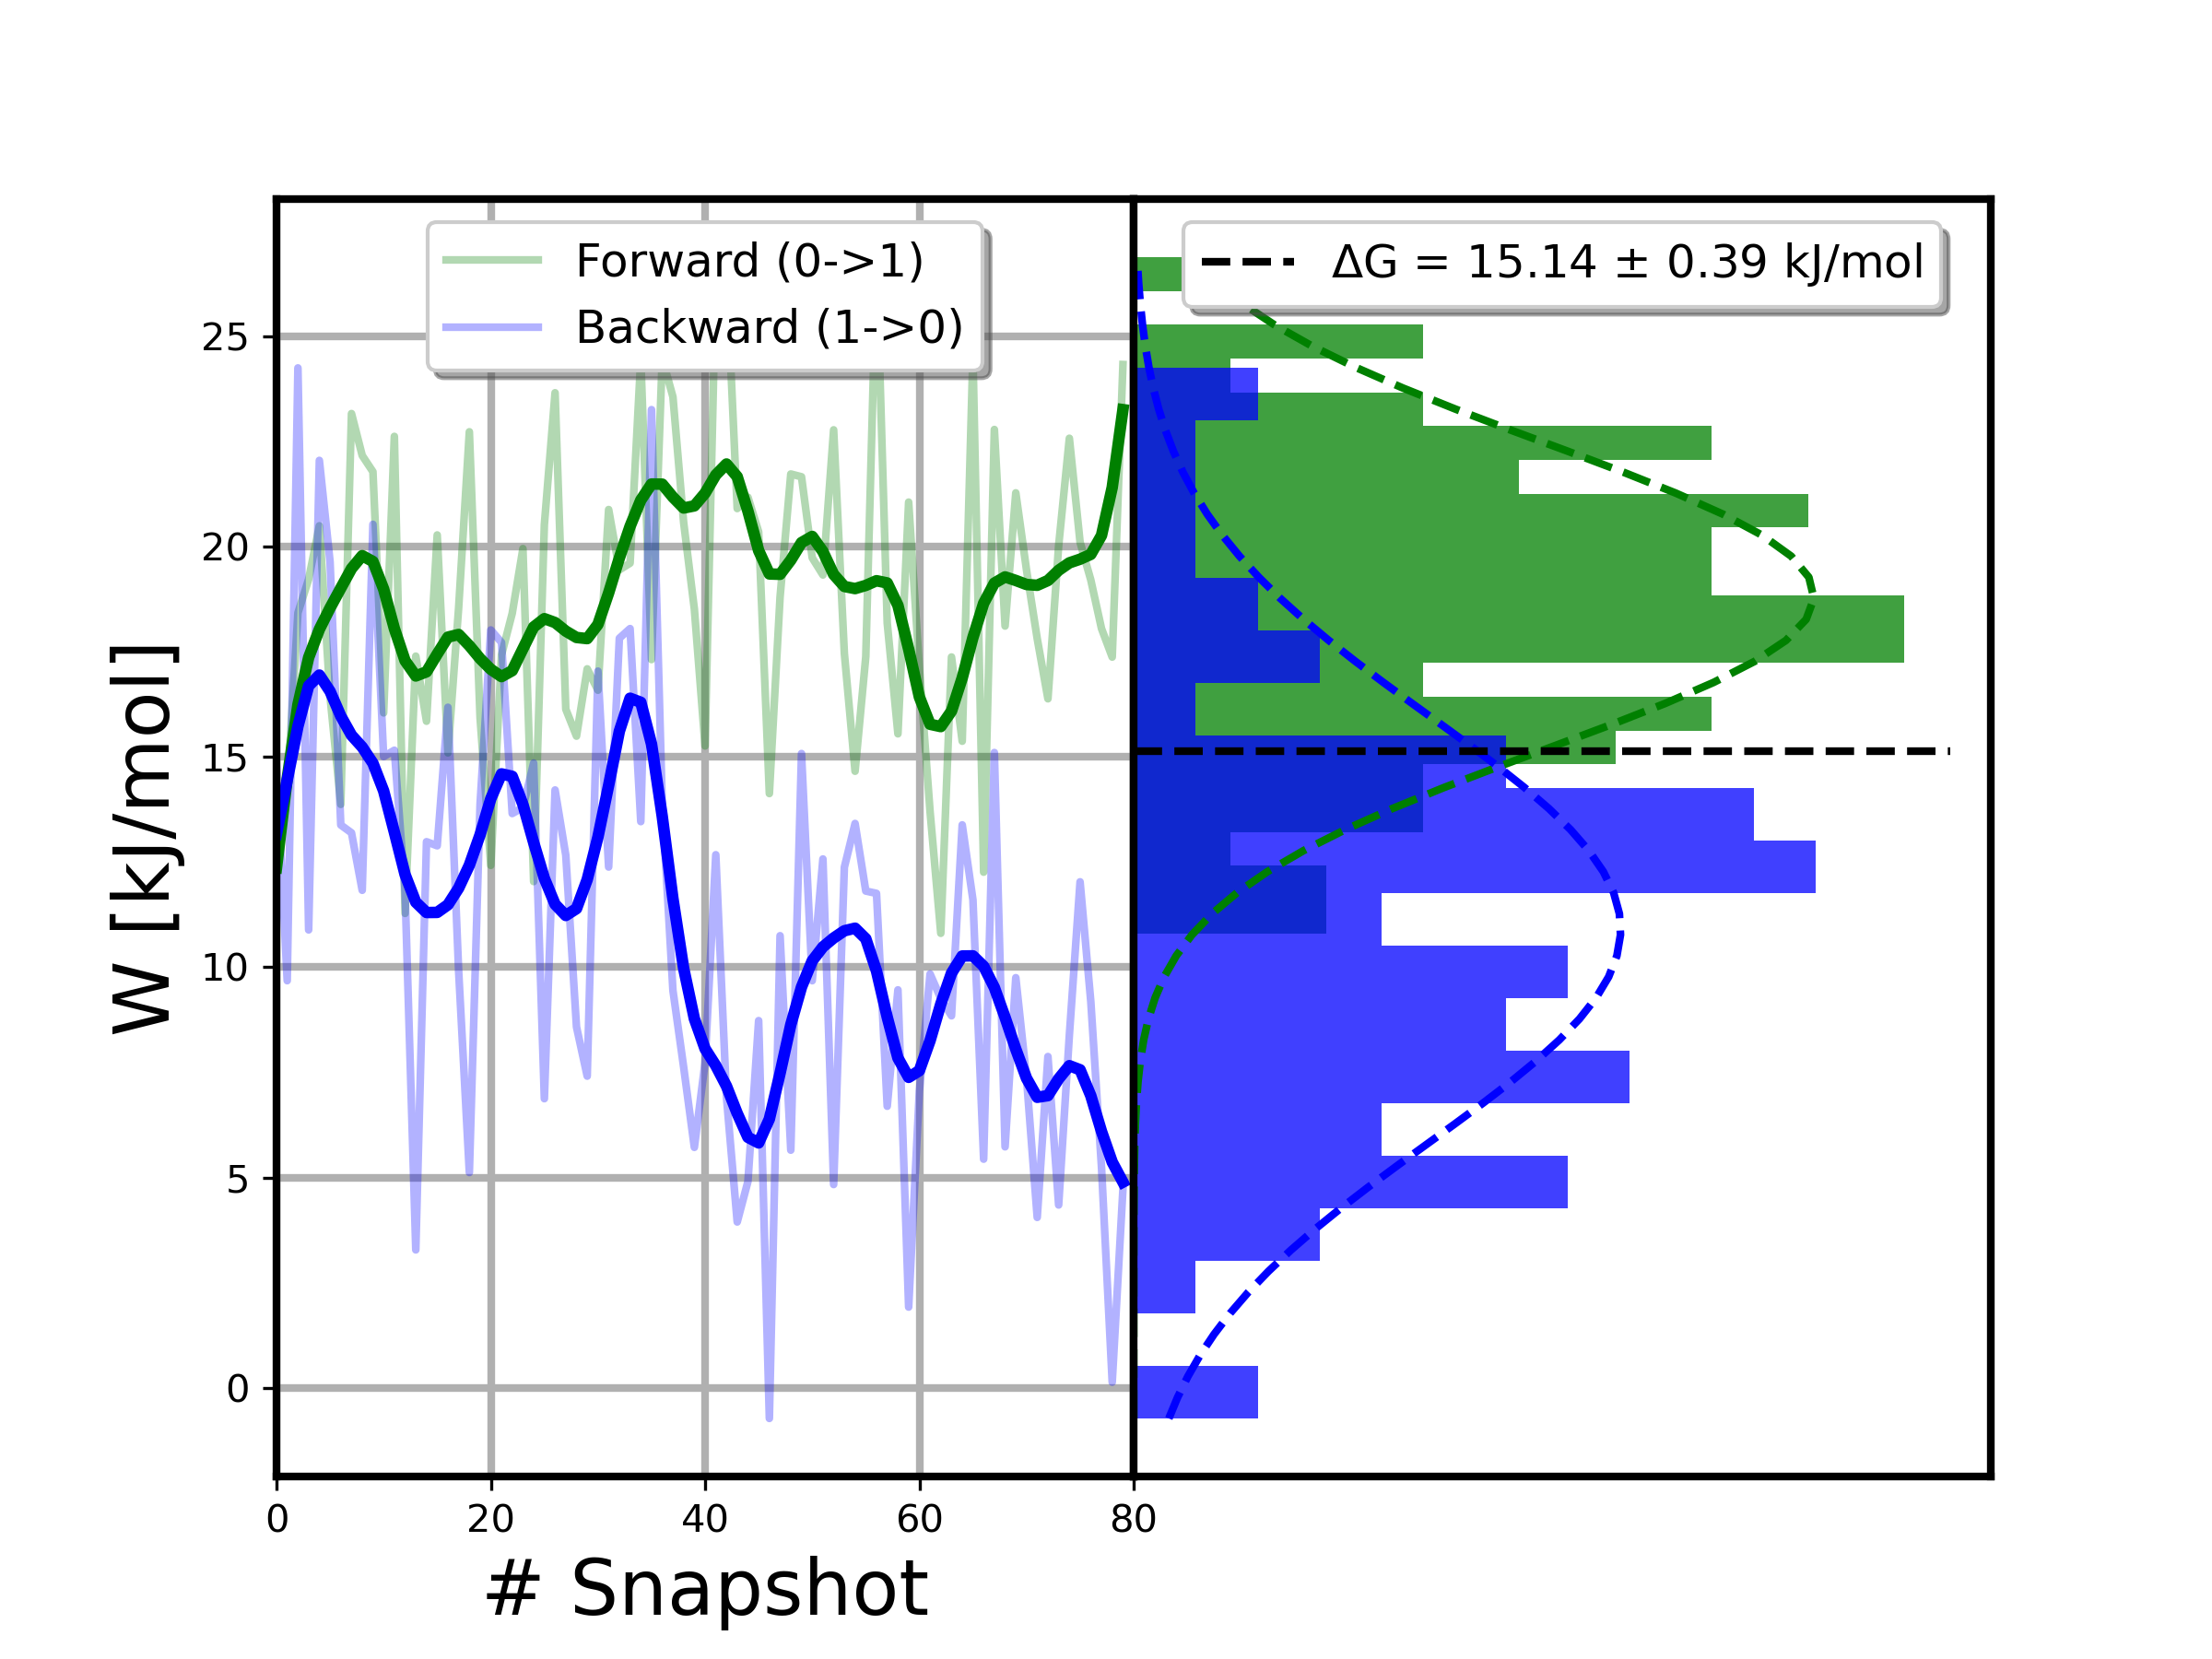 Forward (0->1)
Backward (1->0)
ΔG = 15.14 ± 0.39 kJ/mol
W [kJ/mol]
25
20
15
10
5
0
0 20 40 60 80
# Snapshot